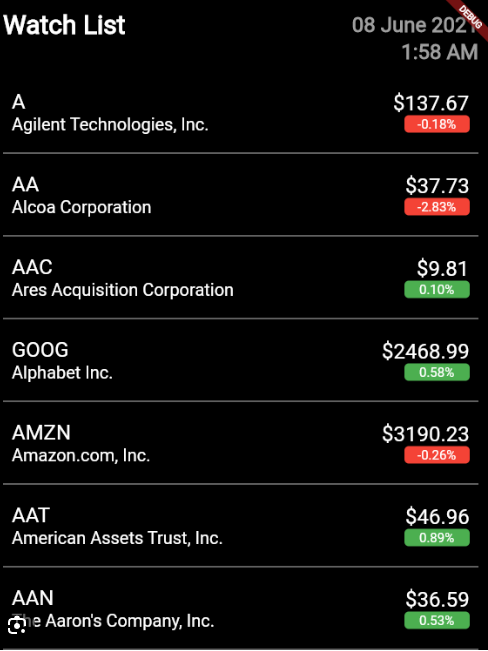 Watch List
08 June 2021
1:58 AM
DEBUG
A
$137.67
Agilent Technologies, Inc.
-0.18%
AA
$37.73
Alcoa Corporation
-2.83%
AAC
$9.81
Ares Acquisition Corporation
0.10%
GOOG
$2468.99
Alphabet Inc.
0.58%
AMZN
$3190.23
Amazon.com, Inc.
-0.26%
AAT
$46.96
American Assets Trust, Inc.
0.89%
AAN
$36.59
The Aaron's Company, Inc.
0.53%